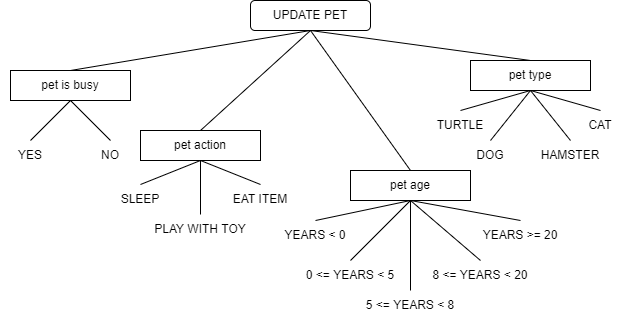 UPDATE PET
pet is busy
YES
NO
pet action
SLEEP
PLAY WITH TOY
EAT ITEM
pet age
YEARS < 0
0 <= YEARS < 5
5 <= YEARS < 8
8 <= YEARS < 20
YEARS >= 20
pet type
TURTLE
DOG
HAMSTER
CAT